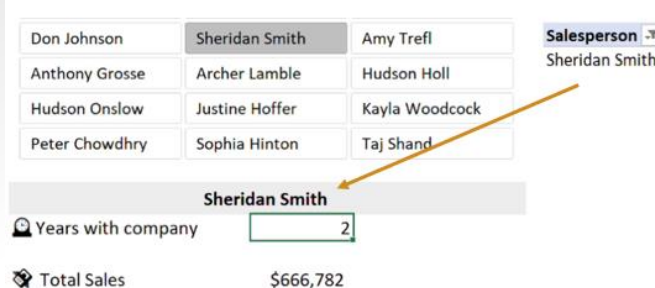 Don Johnson Sheridan Smith Amy Trefl Salesperson
Anthony Grosse Archer Lamble Hudson Holl Sheridan Smith
Hudson Onslow Justine Hoffer Kayla Woodcock
Peter Chowdhry Sophia Hinton Taj Shand
Sheridan Smith
Years with company 2
Total Sales $666,782